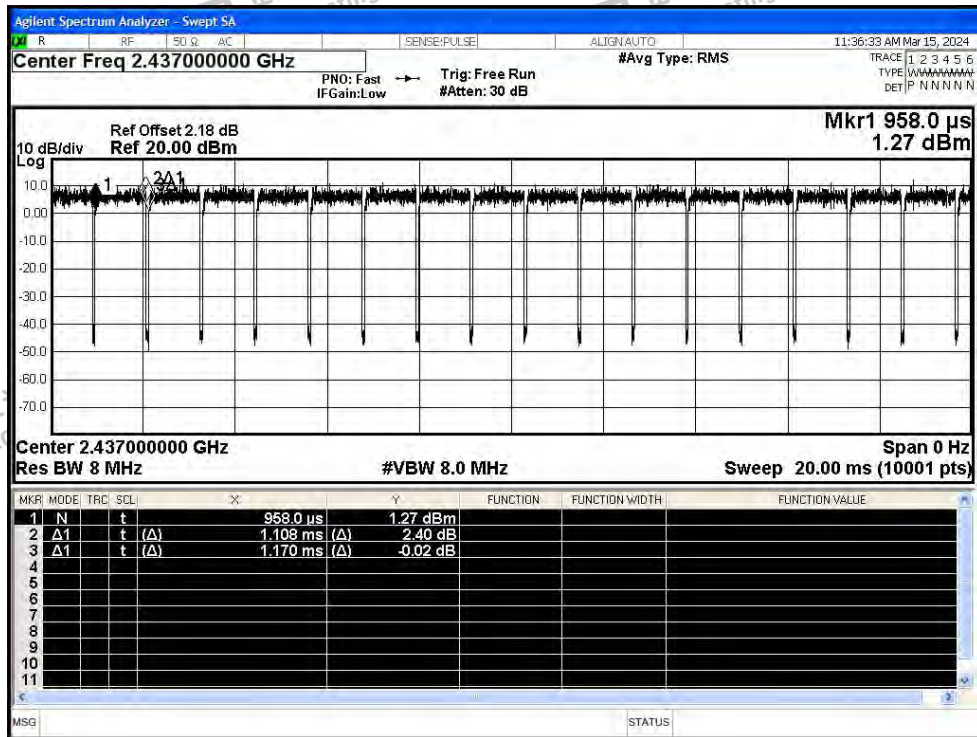 Agilent Spectrum Analyzer - Swept SA
LXI R RF 50 Ω AC SENSE:PULSE ALIGN AUTO 11:36:33 AM Mar 15, 2024
Center Freq 2.437000000 GHz
#Avg Type: RMS
TRACE 1 2 3 4 5 6
PNO: Fast Trig: Free Run
TYPE WWWWWW
IFGain:Low #Atten: 30 dB
DET P N N N N N
Mkr1 958.0 µs
Ref Offset 2.18 dB
10 dB/div Ref 20.00 dBm
1.27 dBm
Log
1 2Δ1
10.0
0.00
-10.0
-20.0
-30.0
-40.0
-50.0
-60.0
-70.0
Center 2.437000000 GHz Span 0 Hz
Res BW 8 MHz #VBW 8.0 MHz Sweep 20.00 ms (10001 pts)
MKR MODE TRC SCL X Y FUNCTION FUNCTION WIDTH FUNCTION VALUE
1 N t 958.0 µs 1.27 dBm
2 Δ1 t (Δ) 1.108 ms (Δ) 2.40 dB
3 Δ1 t (Δ) 1.170 ms (Δ) -0.02 dB
4
5
6
7
8
9
10
11
MSG STATUS